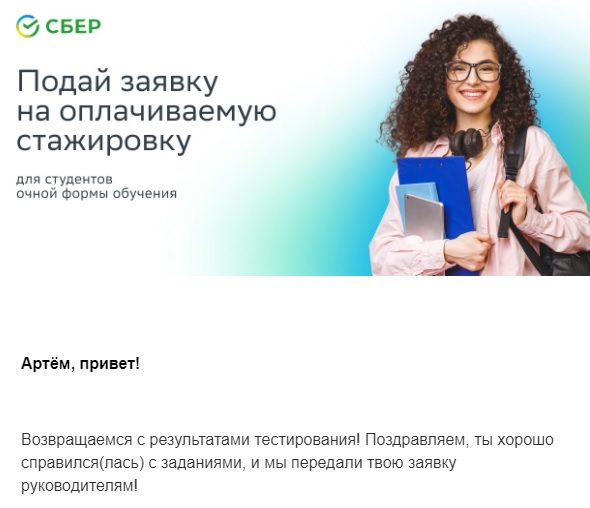 СБЕР
Подай заявку
на оплачиваемую
стажировку
для студентов
очной формы обучения
Артём, привет!
Возвращаемся с результатами тестирования! Поздравляем, ты хорошо
справился(лась) с заданиями, и мы передали твою заявку
руководителям!